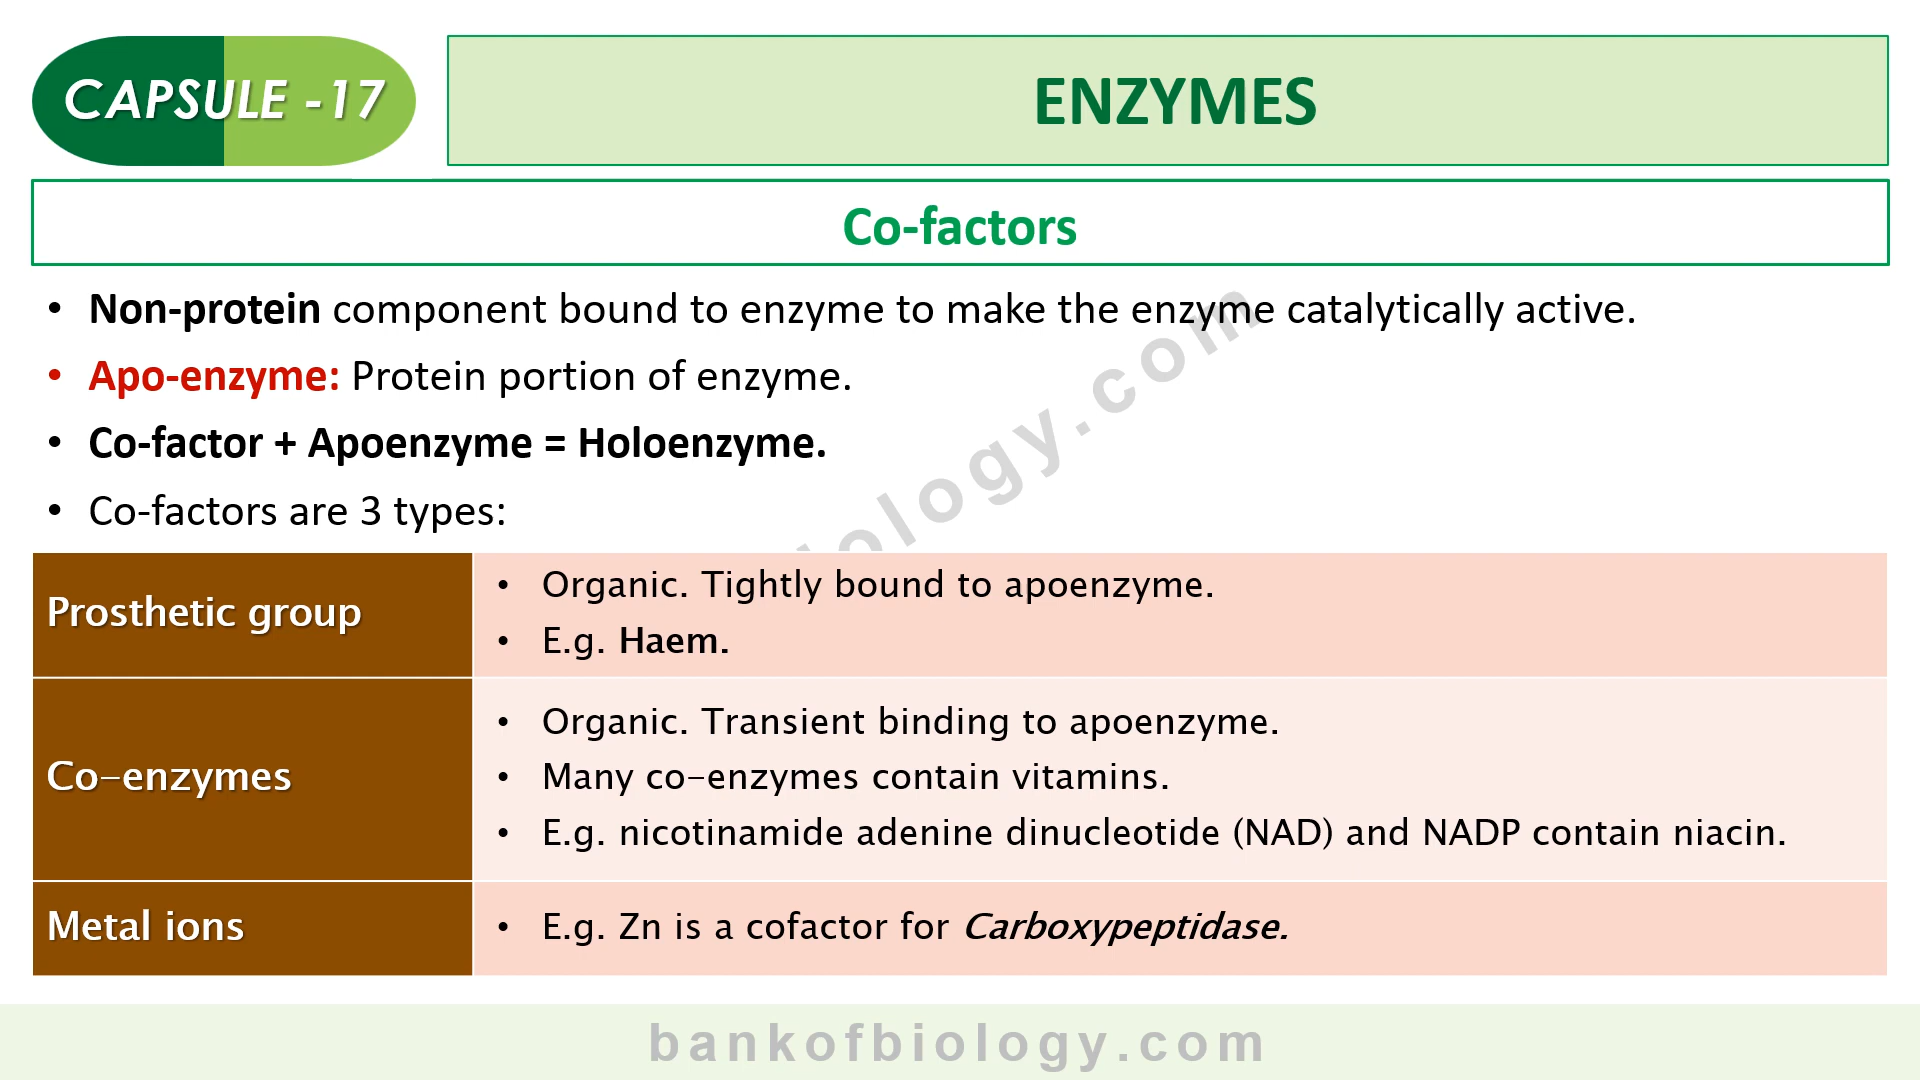 CAPSULE -17
ENZYMES
Co-factors
• Non-protein component bound to enzyme to make the enzyme catalytically active.
• Apo-enzyme: Protein portion of enzyme.
• Co-factor + Apoenzyme = Holoenzyme.
• Co-factors are 3 types:
Prosthetic group
• Organic. Tightly bound to apoenzyme.
• E.g. Haem.
Co-enzymes
• Organic. Transient binding to apoenzyme.
• Many co-enzymes contain vitamins.
• E.g. nicotinamide adenine dinucleotide (NAD) and NADP contain niacin.
Metal ions
• E.g. Zn is a cofactor for Carboxypeptidase.
ology.com
bankofbiology.com